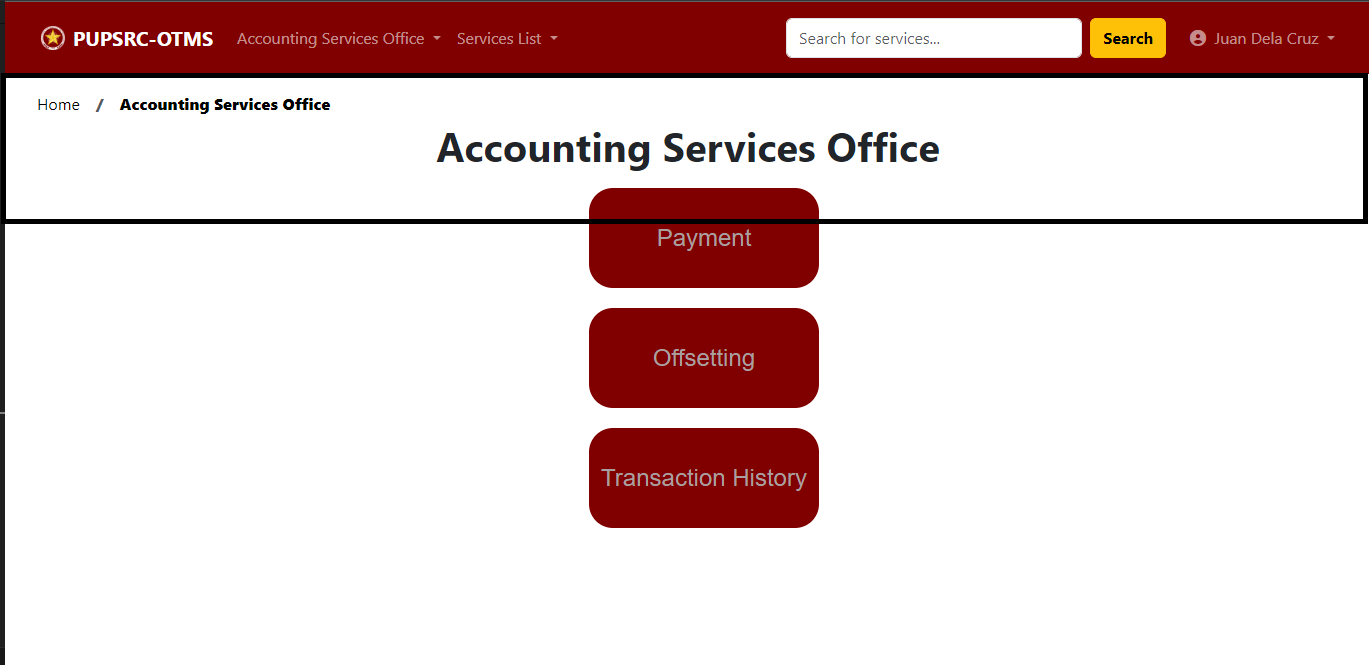 PUPSRC-OTMS Accounting Services Office Services List Search for services... Search Juan Dela Cruz
Home / Accounting Services Office
Accounting Services Office
Payment
Offsetting
Transaction History